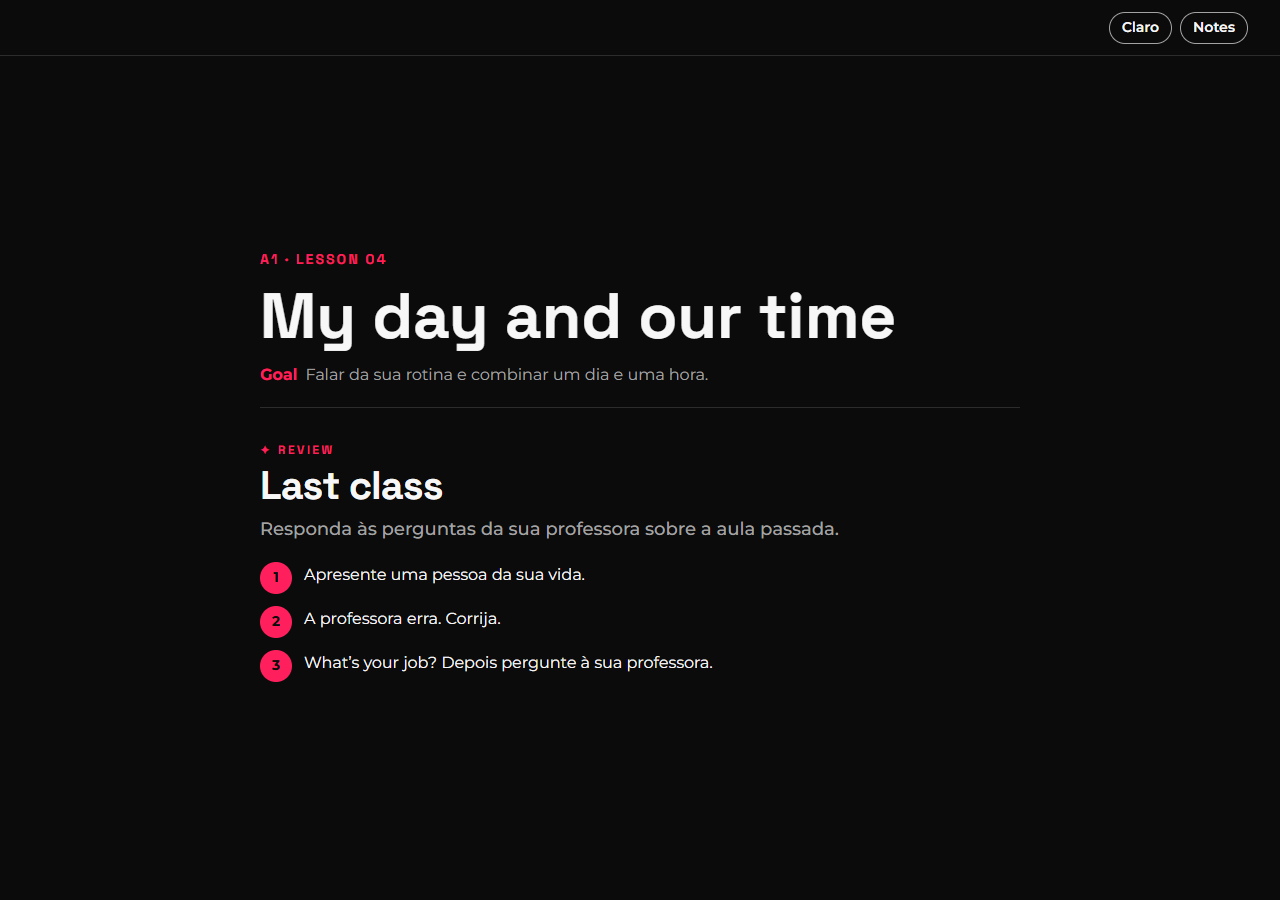 Claro Notes
A1 · LESSON 04
My day and our time
Goal Falar da sua rotina e combinar um dia e uma hora.
✦ REVIEW
Last class
Responda às perguntas da sua professora sobre a aula passada.
1 Apresente uma pessoa da sua vida.
2 A professora erra. Corrija.
3 What's your job? Depois pergunte à sua professora.